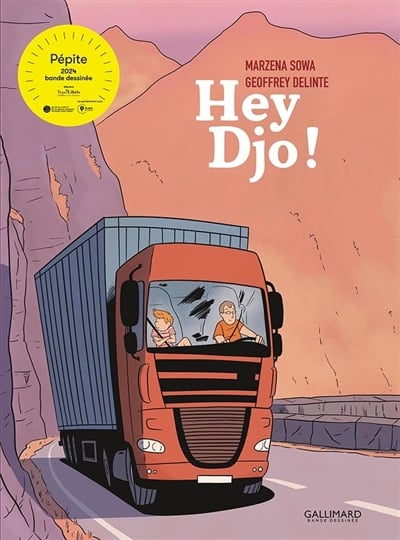 Pépite
2024
bande dessinée
MARZENA SOWA
GEOFFREY DELINTE
Hey
Djo !
GALLIMARD
BANDE DESSINÉE